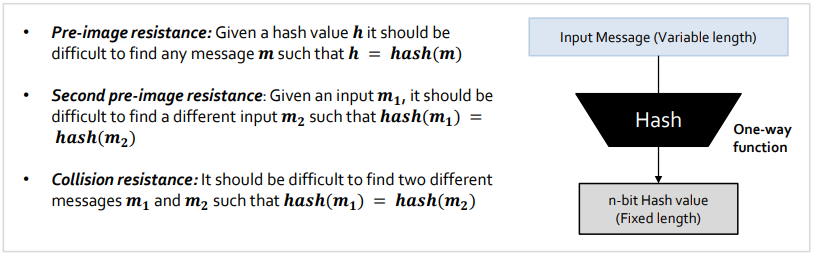 • Pre-image resistance: Given a hash value h it should be
difficult to find any message m such that h = hash(m)
• Second pre-image resistance: Given an input m₁, it should be
difficult to find a different input m₂ such that hash(m₁) =
hash(m₂)
• Collision resistance: It should be difficult to find two different
messages m₁ and m₂ such that hash(m₁) = hash(m₂)
Input Message (Variable length)
Hash
One-way
function
n-bit Hash value
(Fixed length)